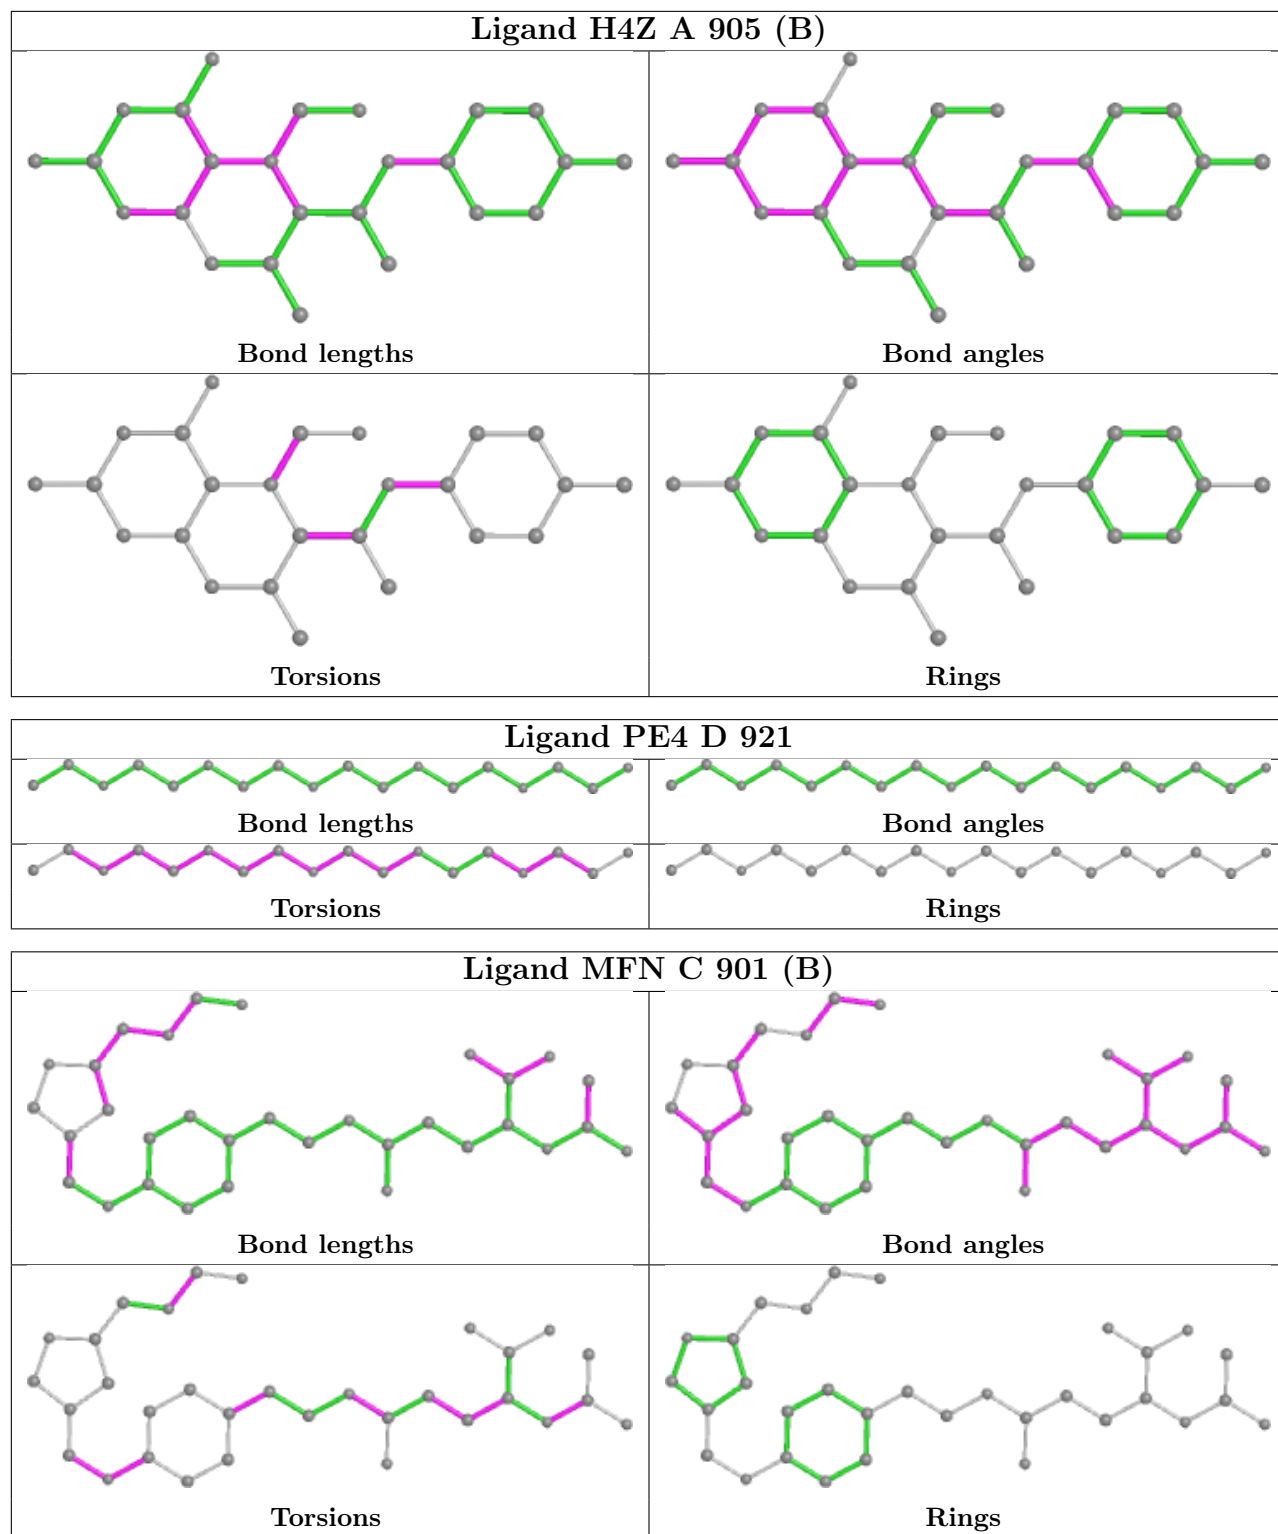 Ligand H4Z A 905 (B)
Bond lengths
Bond angles
Torsions
Rings
Ligand PE4 D 921
Bond lengths
Bond angles
Torsions
Rings
Ligand MFN C 901 (B)
Bond lengths
Bond angles
Torsions
Rings